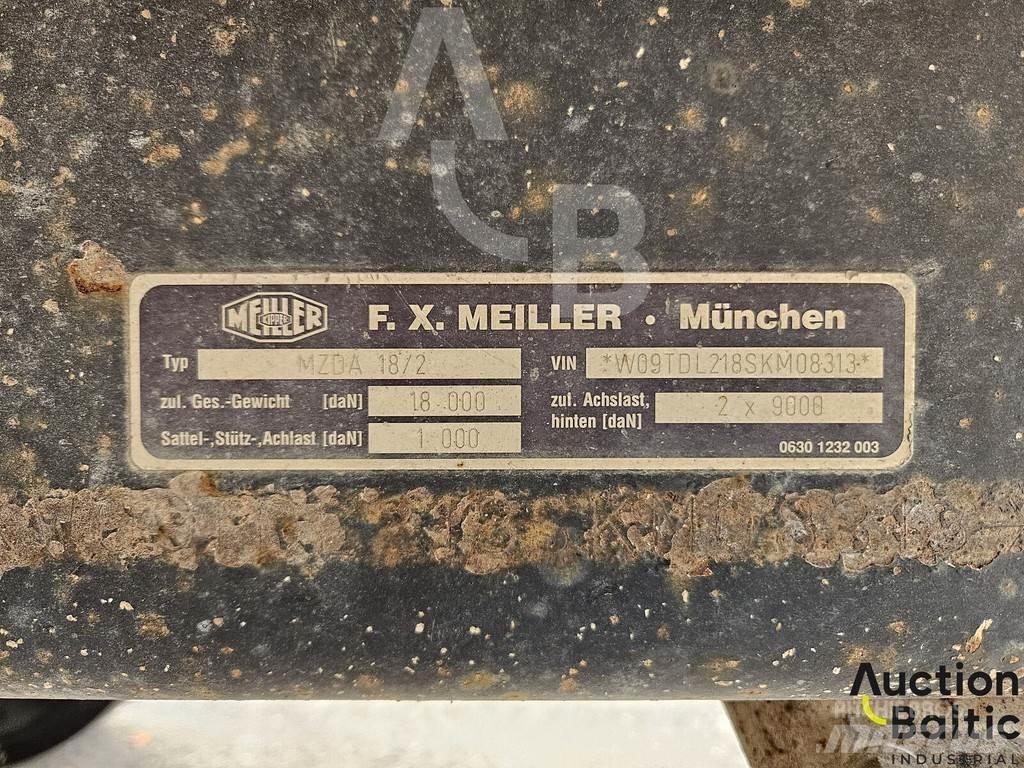 MEILLER KIPPER F. X. MEILLER · München
Typ MZDA 18/2 VIN *W09TDL218SKM08313*
zul. Ges.-Gewicht [daN] 18 000 zul. Achslast, hinten [daN] 2 x 9000
Sattel-,Stütz-,Achlast [daN] 1 000
0630 1232 003
A B
Auction
Baltic
INDUSTRIAL